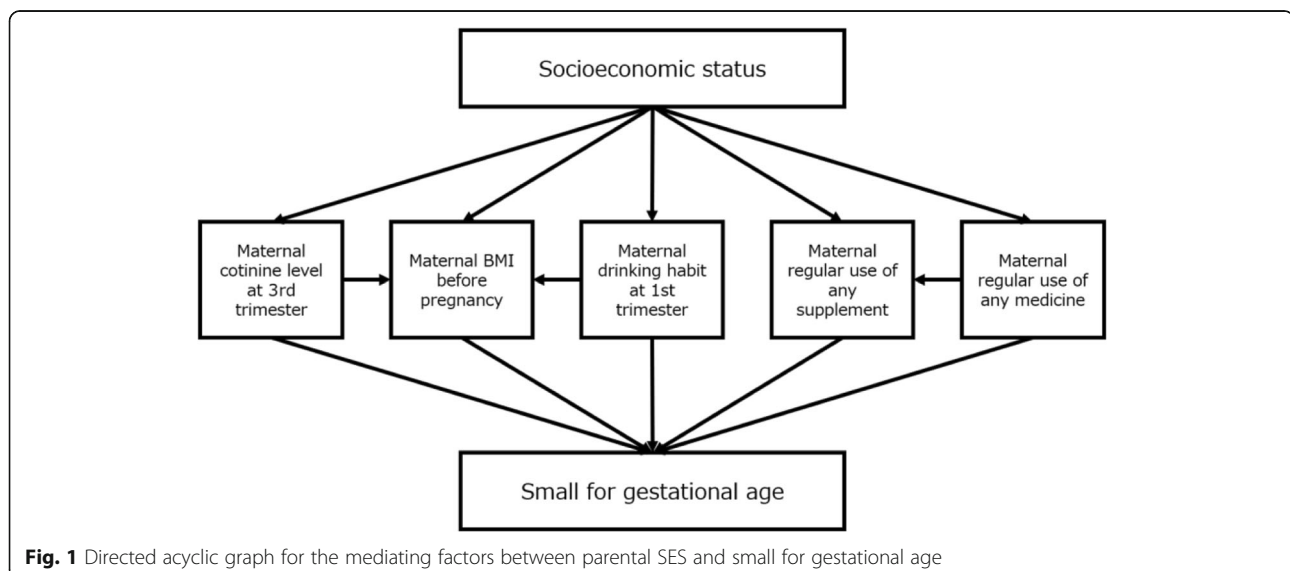 Socioeconomic status
Maternal
cotinine level
at 3rd
trimester
Maternal BMI
before
pregnancy
Maternal
drinking habit
at 1st
trimester
Maternal
regular use of
any
supplement
Maternal
regular use of
any medicine
Small for gestational age
Fig. 1 Directed acyclic graph for the mediating factors between parental SES and small for gestational age